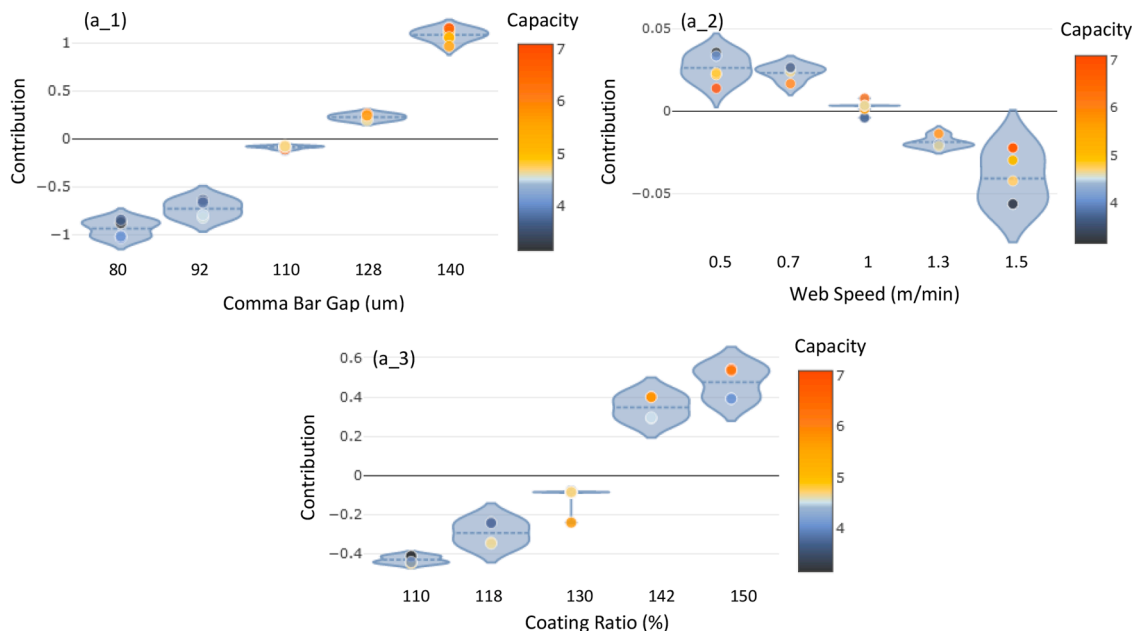 (a_1)
Capacity
1
0.5
0
−0.5
−1
Contribution
80 92 110 128 140
Comma Bar Gap (um)
7
6
5
4
(a_2)
Capacity
0.05
0
−0.05
Contribution
0.5 0.7 1 1.3 1.5
Web Speed (m/min)
7
6
5
4
(a_3)
Capacity
0.6
0.4
0.2
0
−0.2
−0.4
Contribution
110 118 130 142 150
Coating Ratio (%)
7
6
5
4